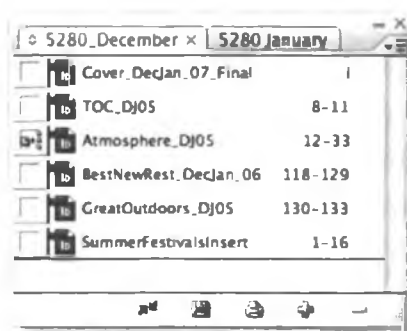 5280_December × 5280 January
Cover_DecJan_07_Final i
TOC_DJ05 8-11
Atmosphere_DJ05 12-33
BestNewRest_DecJan_06 118-129
GreatOutdoors_DJ05 130-133
SummerFestivalsInsert 1-16